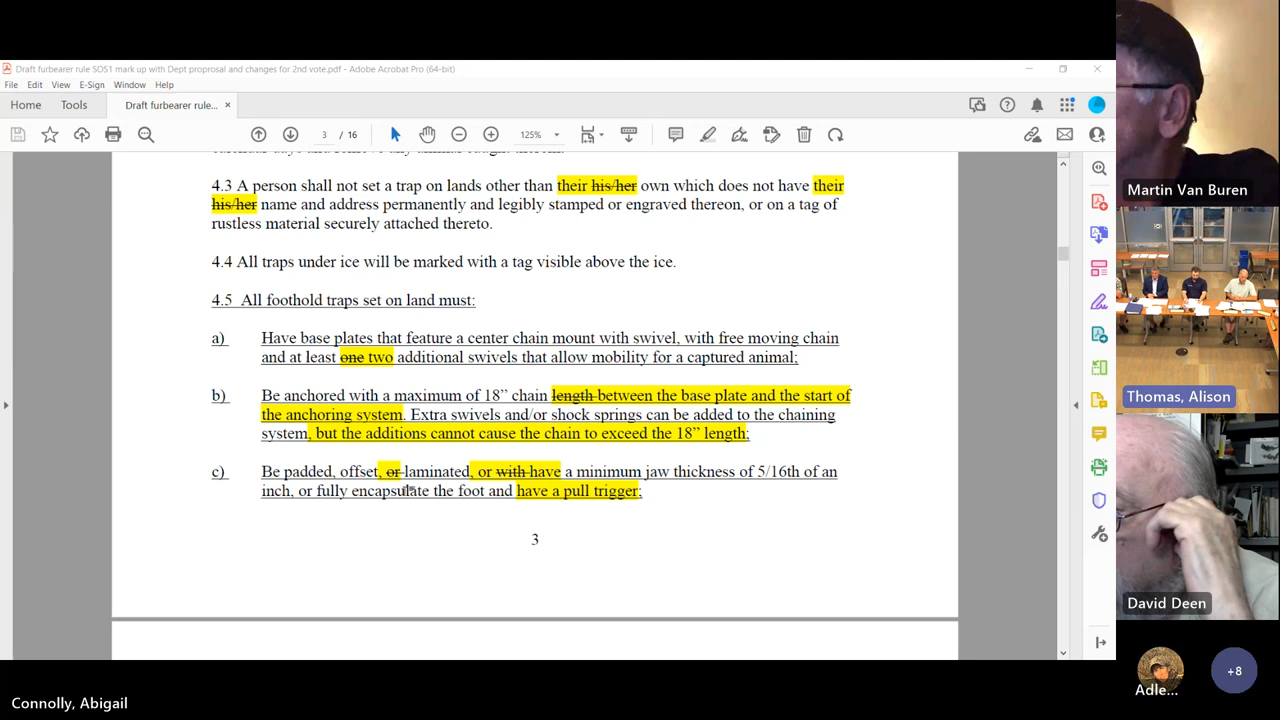 Draft furbearer rule SOS1 mark up with Dept proprosal and changes for 2nd vote.pdf - Adobe Acrobat Pro (64-bit)
File Edit View E-Sign Window Help
Home Tools Draft furbearer rule... ×
3 / 16 125%
4.3 A person shall not set a trap on lands other than their his/her own which does not have their
his/her name and address permanently and legibly stamped or engraved thereon, or on a tag of
rustless material securely attached thereto.
4.4 All traps under ice will be marked with a tag visible above the ice.
4.5 All foothold traps set on land must:
a) Have base plates that feature a center chain mount with swivel, with free moving chain
and at least one two additional swivels that allow mobility for a captured animal;
b) Be anchored with a maximum of 18” chain length between the base plate and the start of
the anchoring system. Extra swivels and/or shock springs can be added to the chaining
system, but the additions cannot cause the chain to exceed the 18” length;
c) Be padded, offset, or laminated, or with have a minimum jaw thickness of 5/16th of an
inch, or fully encapsulate the foot and have a pull trigger;
3
Martin Van Buren
Thomas, Alison
David Deen
Adle...
+8
Connolly, Abigail